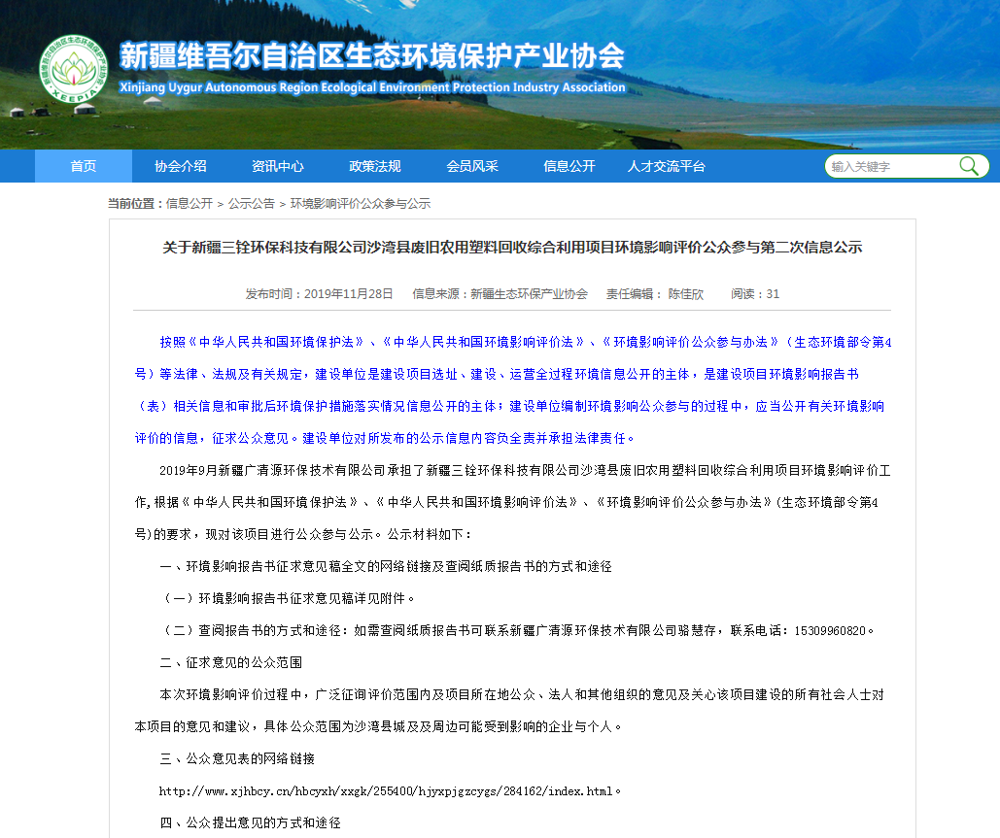 新疆维吾尔自治区生态环境保护产业协会
Xinjiang Uygur Autonomous Region Ecological Environment Protection Industry Association
XEEPIA
首页 协会介绍 资讯中心 政策法规 会员风采 信息公开 人才交流平台 输入关键字
当前位置：信息公开 > 公示公告 > 环境影响评价公众参与公示
关于新疆三铨环保科技有限公司沙湾县废旧农用塑料回收综合利用项目环境影响评价公众参与第二次信息公示
发布时间：2019年11月28日 信息来源：新疆生态环保产业协会 责任编辑： 陈佳欣 阅读：31
按照《中华人民共和国环境保护法》、《中华人民共和国环境影响评价法》、《环境影响评价公众参与办法》（生态环境部令第4
号）等法律、法规及有关规定，建设单位是建设项目选址、建设、运营全过程环境信息公开的主体，是建设项目环境影响报告书
（表）相关信息和审批后环境保护措施落实情况信息公开的主体；建设单位编制环境影响公众参与的过程中，应当公开有关环境影响
评价的信息，征求公众意见。建设单位对所发布的公示信息内容负全责并承担法律责任。
2019年9月新疆广清源环保技术有限公司承担了新疆三铨环保科技有限公司沙湾县废旧农用塑料回收综合利用项目环境影响评价工
作,根据《中华人民共和国环境保护法》、《中华人民共和国环境影响评价法》、《环境影响评价公众参与办法》(生态环境部令第4
号)的要求，现对该项目进行公众参与公示。公示材料如下：
一、环境影响报告书征求意见稿全文的网络链接及查阅纸质报告书的方式和途径
（一）环境影响报告书征求意见稿详见附件。
（二）查阅报告书的方式和途径：如需查阅纸质报告书可联系新疆广清源环保技术有限公司骆慧存，联系电话：15309960820。
二、征求意见的公众范围
本次环境影响评价过程中，广泛征询评价范围内及项目所在地公众、法人和其他组织的意见及关心该项目建设的所有社会人士对
本项目的意见和建议，具体公众范围为沙湾县城及及周边可能受到影响的企业与个人。
三、公众意见表的网络链接
http://www.xjhbcy.cn/hbcyxh/xxgk/255400/hjyxpjgzcygs/284162/index.html。
四、公众提出意见的方式和途径